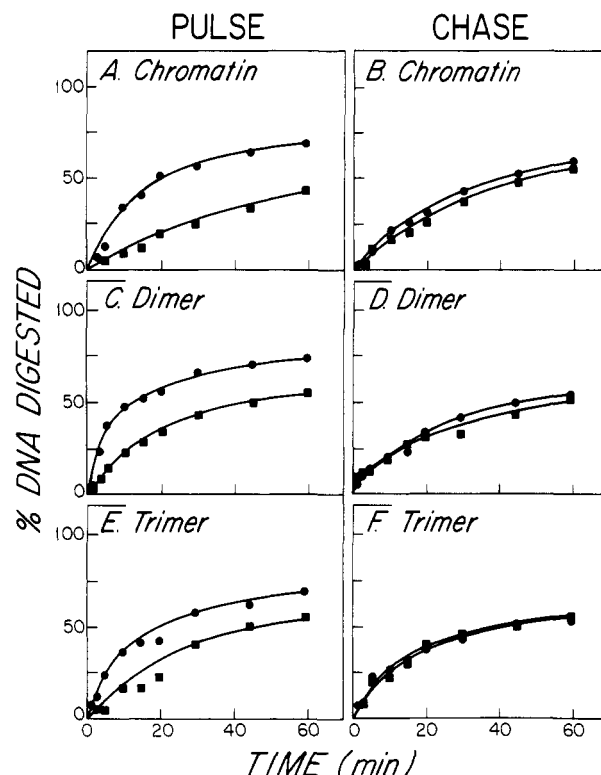 PULSE CHASE
A. Chromatin B. Chromatin
100
50
0
C. Dimer D. Dimer
100
50
0
E. Trimer F. Trimer
100
50
0
0 20 40 60 0 20 40 60
% DNA DIGESTED
TIME (min)